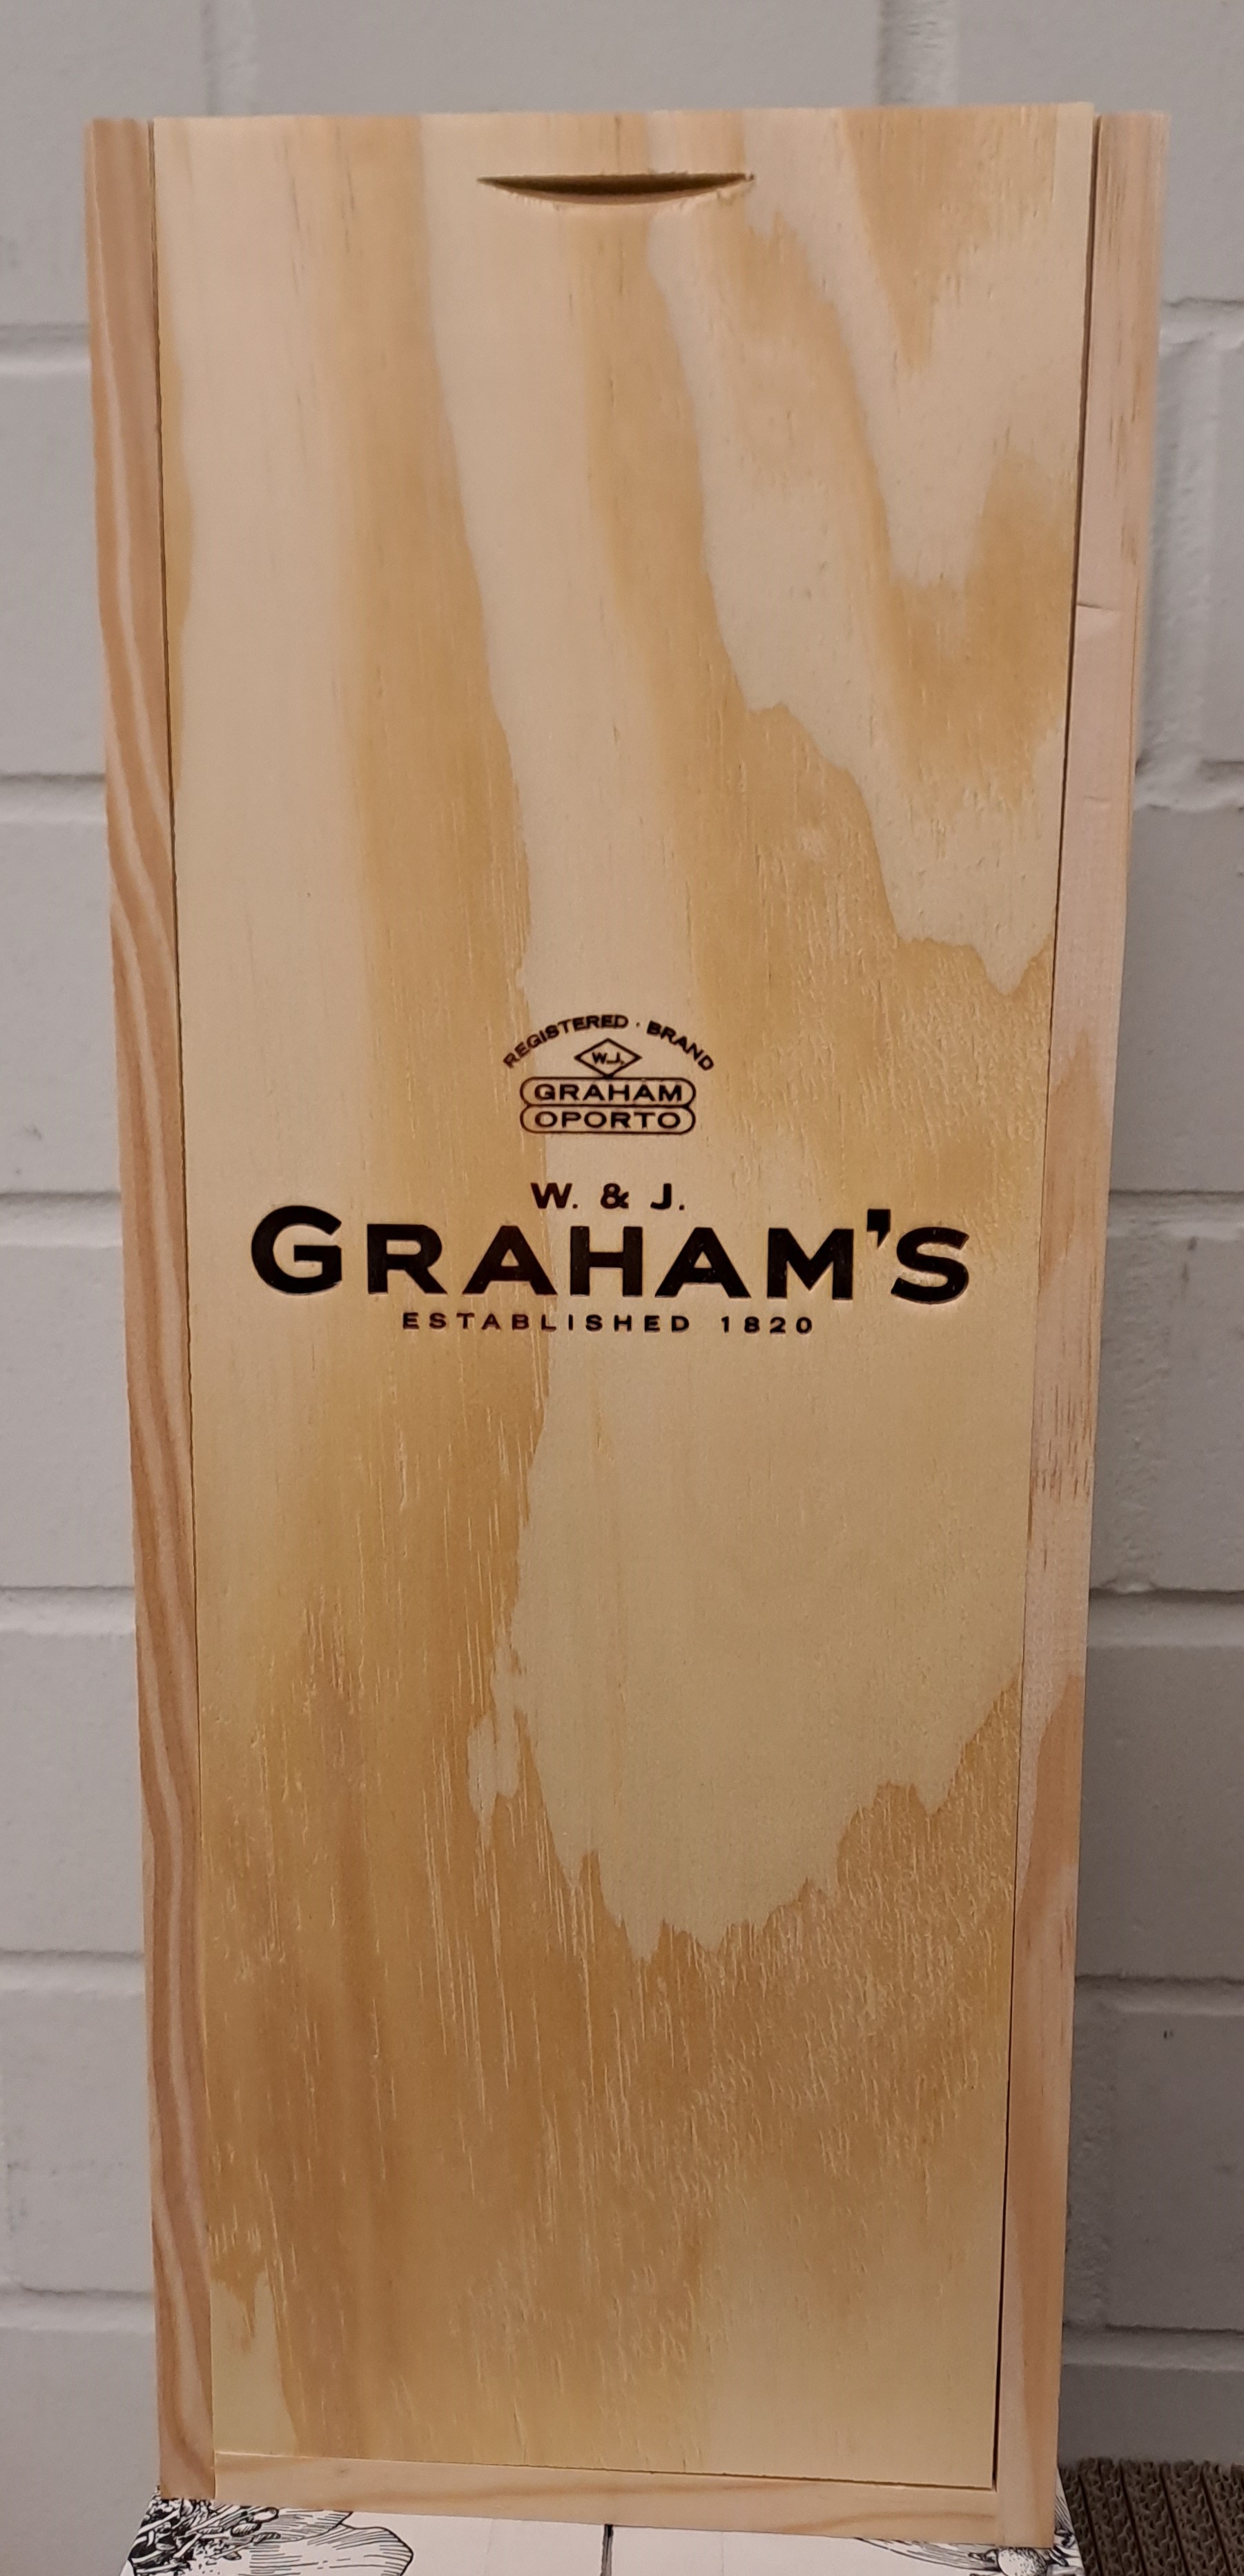 REGISTERED · BRAND
W.J.
GRAHAM
OPORTO
W. & J.
GRAHAM'S
ESTABLISHED 1820